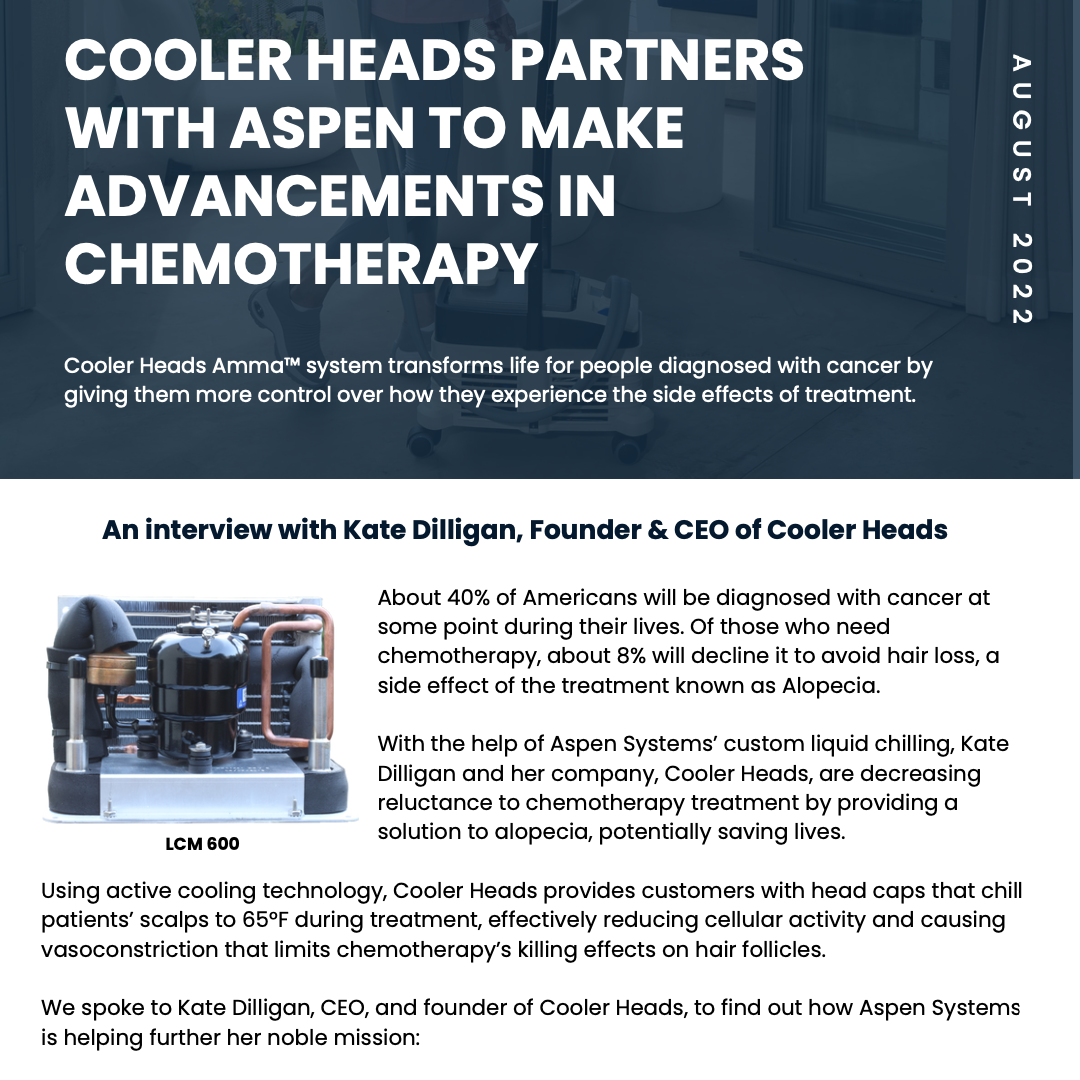 COOLER HEADS PARTNERS
WITH ASPEN TO MAKE
ADVANCEMENTS IN
CHEMOTHERAPY
AUGUST 2022
Cooler Heads Amma™ system transforms life for people diagnosed with cancer by
giving them more control over how they experience the side effects of treatment.
An interview with Kate Dilligan, Founder & CEO of Cooler Heads
About 40% of Americans will be diagnosed with cancer at
some point during their lives. Of those who need
chemotherapy, about 8% will decline it to avoid hair loss, a
side effect of the treatment known as Alopecia.
With the help of Aspen Systems’ custom liquid chilling, Kate
Dilligan and her company, Cooler Heads, are decreasing
reluctance to chemotherapy treatment by providing a
solution to alopecia, potentially saving lives.
LCM 600
Using active cooling technology, Cooler Heads provides customers with head caps that chill
patients’ scalps to 65°F during treatment, effectively reducing cellular activity and causing
vasoconstriction that limits chemotherapy’s killing effects on hair follicles.
We spoke to Kate Dilligan, CEO, and founder of Cooler Heads, to find out how Aspen Systems
is helping further her noble mission: